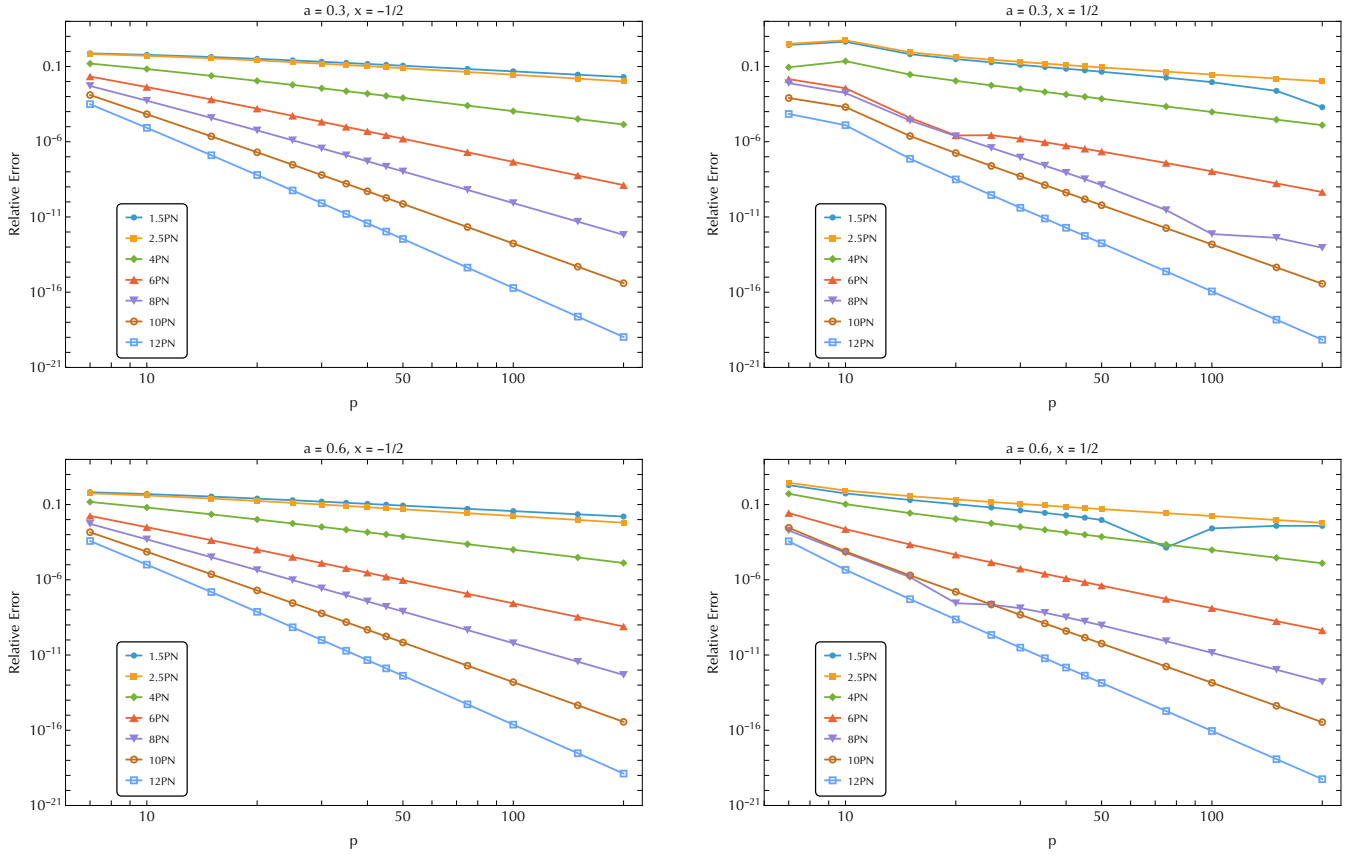 a = 0.3, x = −1/2
Relative Error
0.1
10⁻⁶
10⁻¹¹
10⁻¹⁶
10⁻²¹
1.5PN
2.5PN
4PN
6PN
8PN
10PN
12PN
10
50
100
p
a = 0.3, x = 1/2
Relative Error
0.1
10⁻⁶
10⁻¹¹
10⁻¹⁶
10⁻²¹
1.5PN
2.5PN
4PN
6PN
8PN
10PN
12PN
10
50
100
p
a = 0.6, x = −1/2
Relative Error
0.1
10⁻⁶
10⁻¹¹
10⁻¹⁶
10⁻²¹
1.5PN
2.5PN
4PN
6PN
8PN
10PN
12PN
10
50
100
p
a = 0.6, x = 1/2
Relative Error
0.1
10⁻⁶
10⁻¹¹
10⁻¹⁶
10⁻²¹
1.5PN
2.5PN
4PN
6PN
8PN
10PN
12PN
10
50
100
p